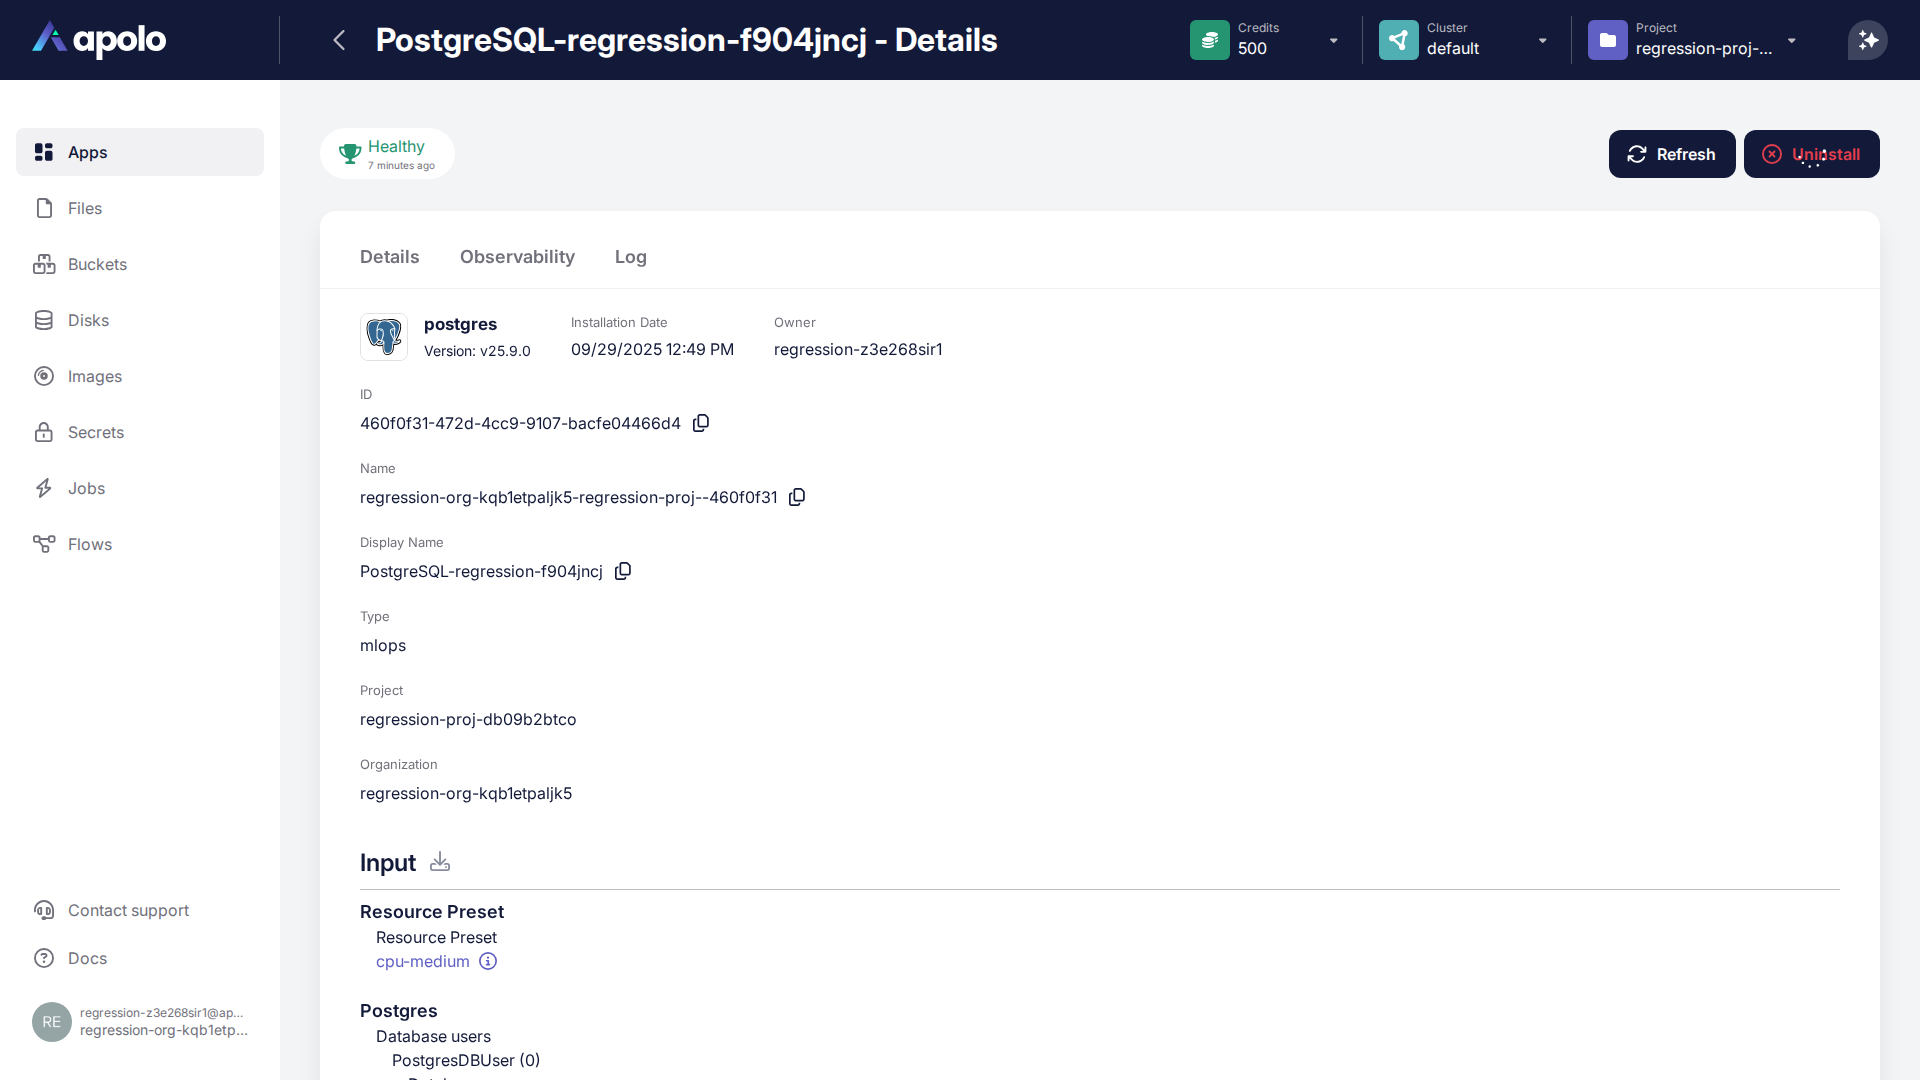 apolo
PostgreSQL-regression-f904jncj - Details
Credits
500
Cluster
default
Project
regression-proj-...
Apps
Files
Buckets
Disks
Images
Secrets
Jobs
Flows
Contact support
Docs
RE
regression-z3e268sir1@ap...
regression-org-kqb1etp...
Healthy
7 minutes ago
Refresh
Uninstall
Details
Observability
Log
postgres
Version: v25.9.0
Installation Date
09/29/2025 12:49 PM
Owner
regression-z3e268sir1
ID
460f0f31-472d-4cc9-9107-bacfe04466d4
Name
regression-org-kqb1etpaljk5-regression-proj--460f0f31
Display Name
PostgreSQL-regression-f904jncj
Type
mlops
Project
regression-proj-db09b2btco
Organization
regression-org-kqb1etpaljk5
Input
Resource Preset
Resource Preset
cpu-medium
Postgres
Database users
PostgresDBUser (0)